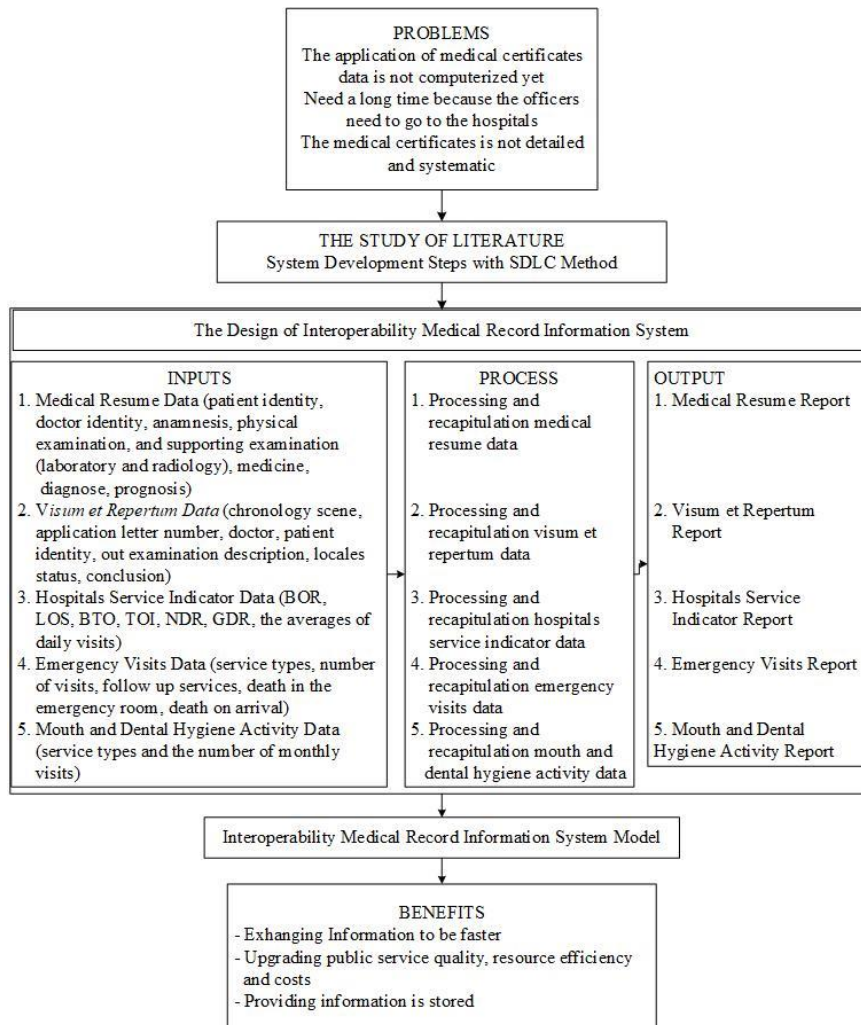 PROBLEMS
The application of medical certificates
data is not computerized yet
Need a long time because the officers
need to go to the hospitals
The medical certificates is not detailed
and systematic
THE STUDY OF LITERATURE
System Development Steps with SDLC Method
The Design of Interoperability Medical Record Information System
INPUTS
1. Medical Resume Data (patient identity,
doctor identity, anamnesis, physical
examination, and supporting examination
(laboratory and radiology), medicine,
diagnose, prognosis)
2. Visum et Repertum Data (chronology scene,
application letter number, doctor, patient
identity, out examination description, locales
status, conclusion)
3. Hospitals Service Indicator Data (BOR,
LOS, BTO, TOI, NDR, GDR, the averages of
daily visits)
4. Emergency Visits Data (service types, number
of visits, follow up services, death in the
emergency room, death on arrival)
5. Mouth and Dental Hygiene Activity Data
(service types and the number of monthly
visits)
PROCESS
1. Processing and
recapitulation medical
resume data
2. Processing and
recapitulation visum et
repertum data
3. Processing and
recapitulation hospitals
service indicator data
4. Processing and
recapitulation emergency
visits data
5. Processing and
recapitulation mouth and
dental hygiene activity data
OUTPUT
1. Medical Resume Report
2. Visum et Repertum
Report
3. Hospitals Service
Indicator Report
4. Emergency Visits Report
5. Mouth and Dental
Hygiene Activity Report
Interoperability Medical Record Information System Model
BENEFITS
- Exhanging Information to be faster
- Upgrading public service quality, resource efficiency
and costs
- Providing information is stored